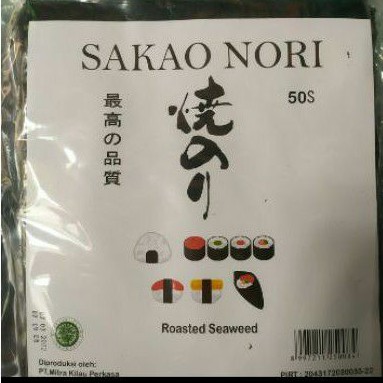 SAKAO NORI
50S
最高の品質
焼のり
Roasted Seaweed
Diproduksi oleh:
PT.Mitra Kilau Perkasa